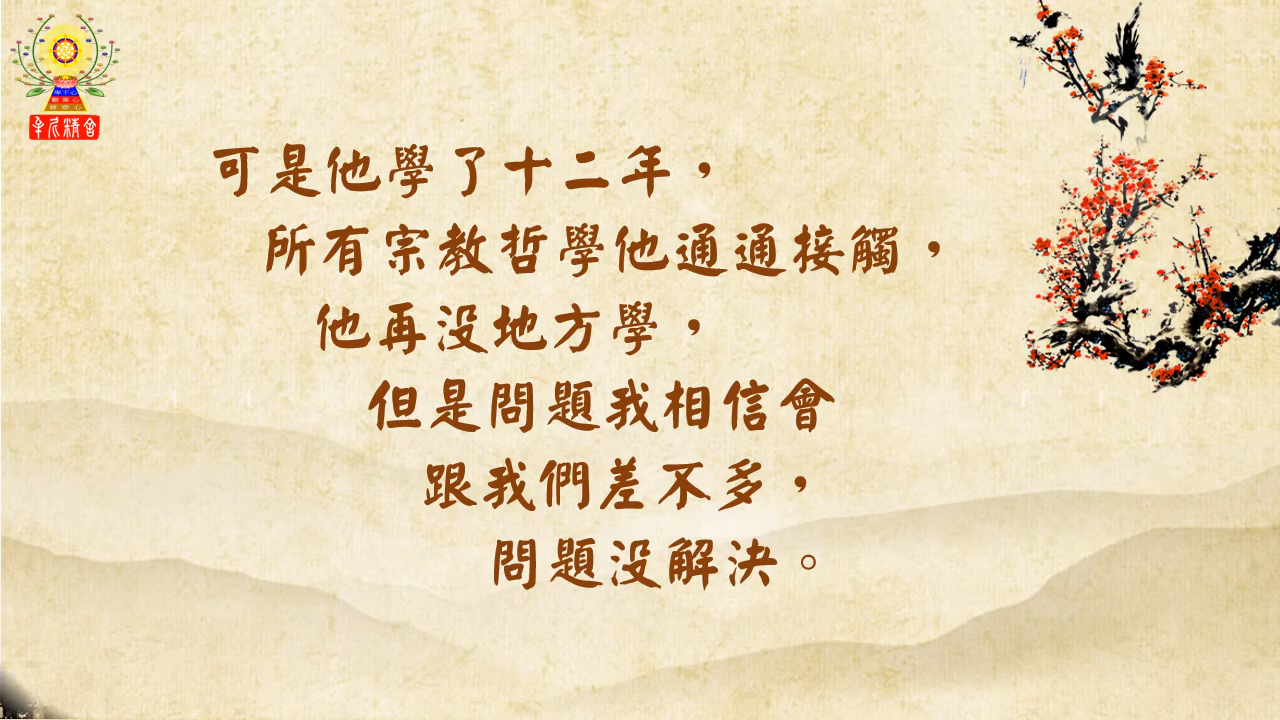 可是他學了十二年，
所有宗教哲學他通通接觸，
他再没地方學，
但是問題我相信會
跟我們差不多，
問題没解決。